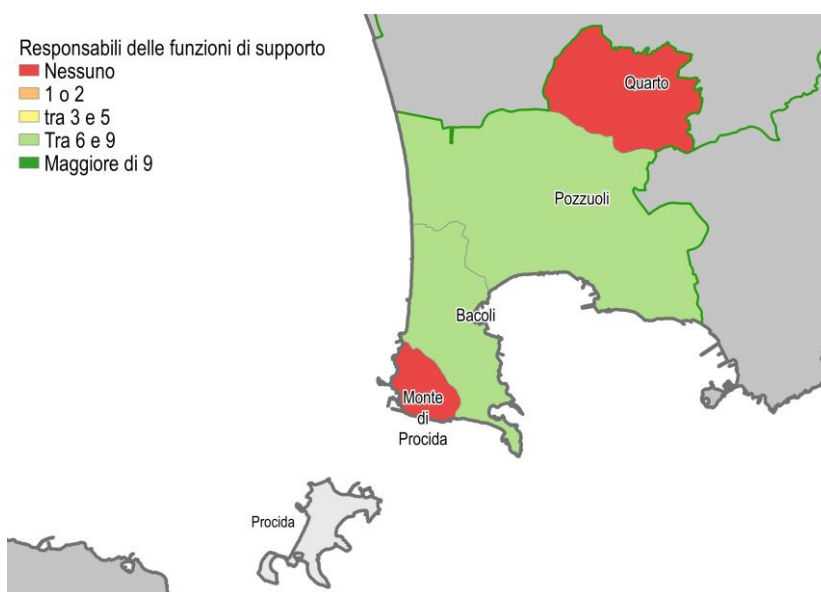 Responsabili delle funzioni di supporto
Nessuno
1 o 2
tra 3 e 5
Tra 6 e 9
Maggiore di 9
Quarto
Pozzuoli
Bacoli
Monte
di
Procida
Procida